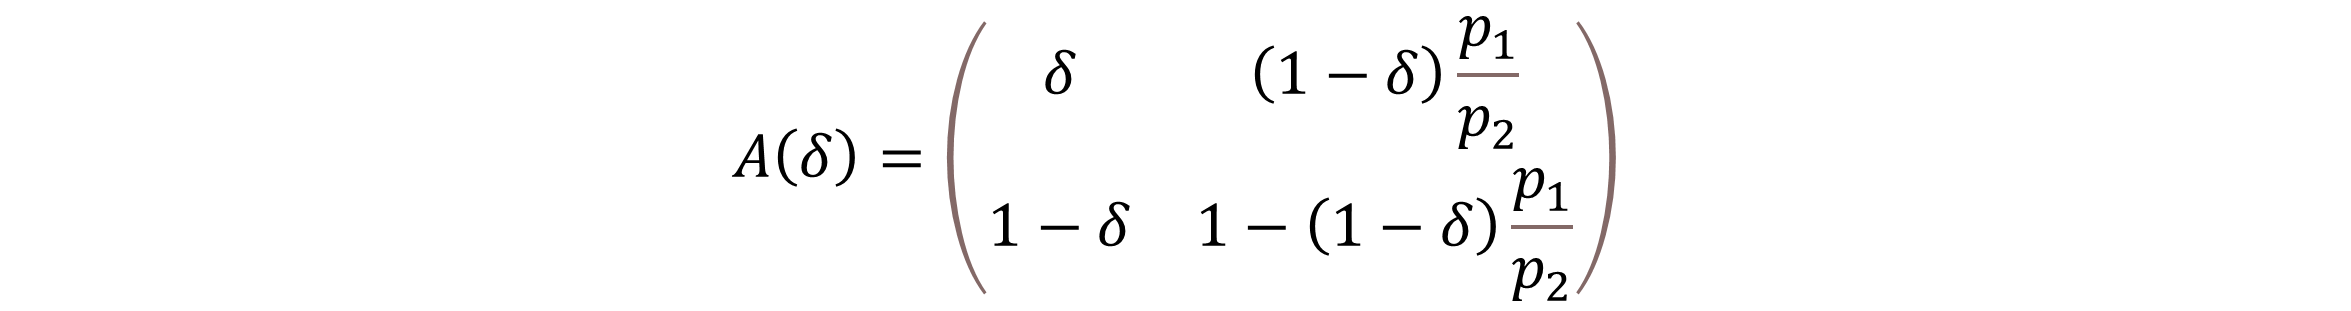 A(δ) = ( δ (1 − δ) p₁/p₂
1 − δ 1 − (1 − δ) p₁/p₂ )